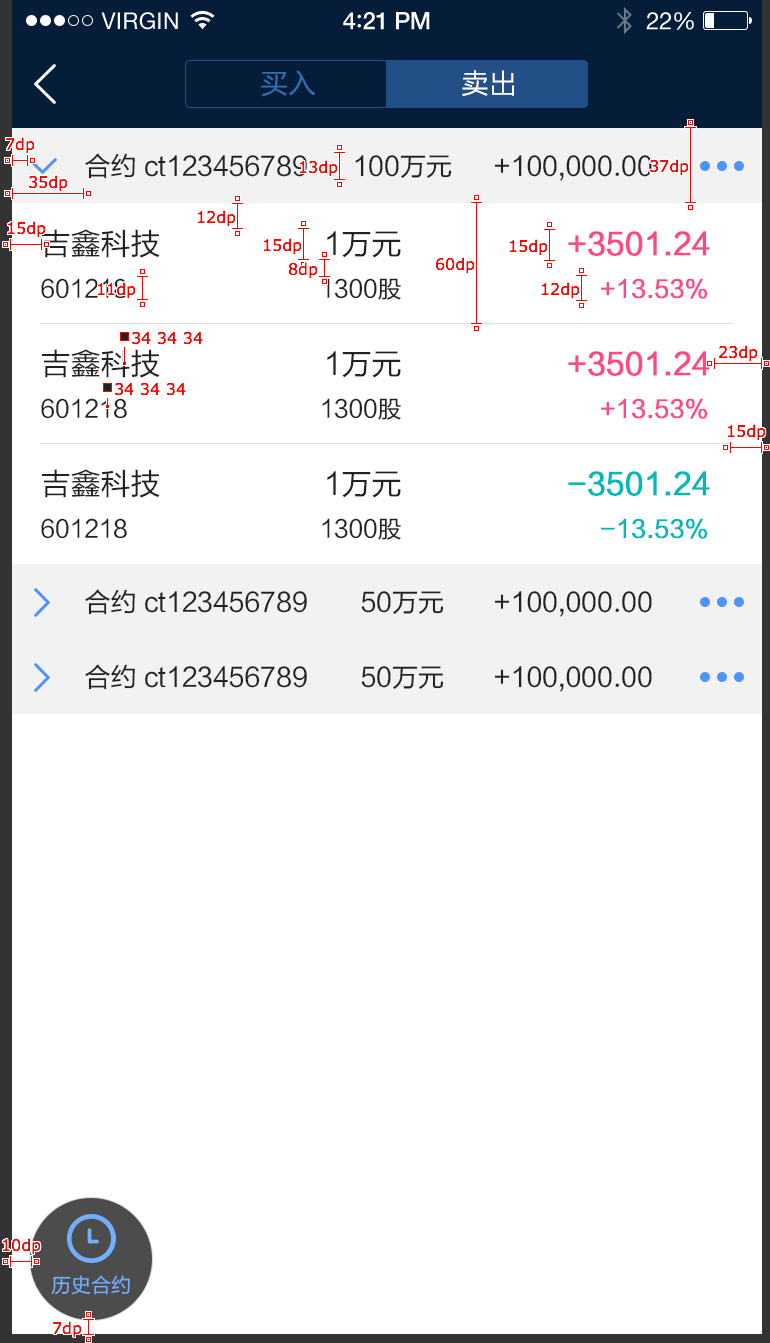 VIRGIN 4:21 PM 22%
买入 卖出
7dp
合约 ct123456789 13dp 100万元 +100,000.00 37dp
35dp
12dp
15dp 吉鑫科技 15dp 1万元 15dp +3501.24
8dp 60dp
601218 11dp 1300股 12dp +13.53%
34 34 34
吉鑫科技 1万元 +3501.24 23dp
34 34 34
601218 1300股 +13.53%
15dp
吉鑫科技 1万元 −3501.24
601218 1300股 −13.53%
合约 ct123456789 50万元 +100,000.00
合约 ct123456789 50万元 +100,000.00
10dp
历史合约
7dp